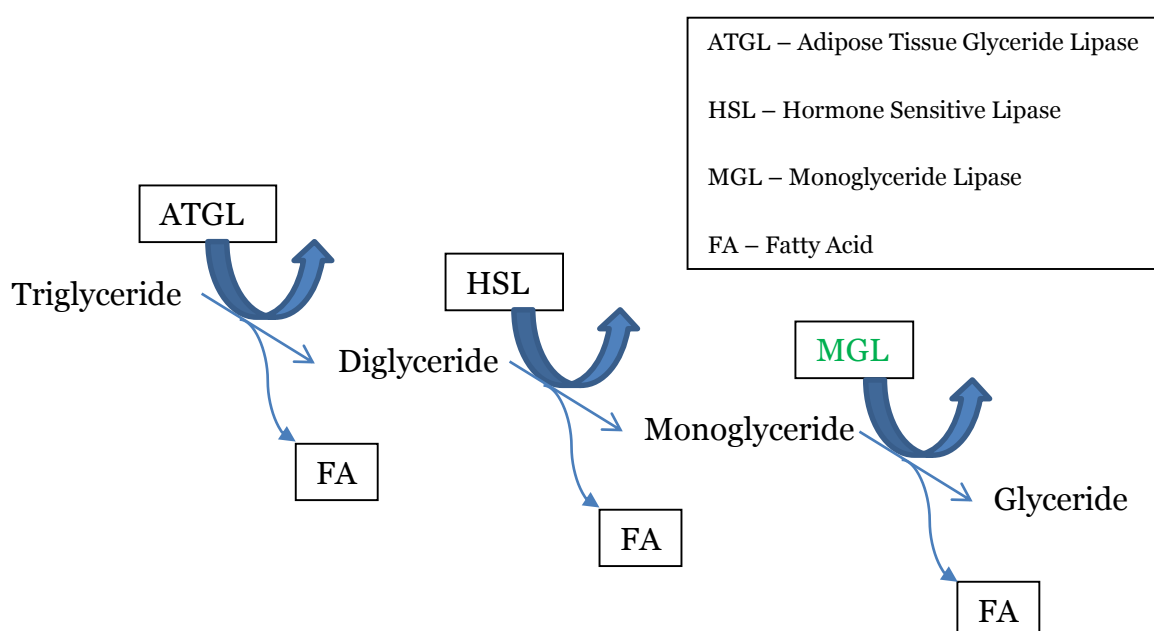 ATGL – Adipose Tissue Glyceride Lipase
HSL – Hormone Sensitive Lipase
MGL – Monoglyceride Lipase
FA – Fatty Acid
ATGL
Triglyceride
HSL
Diglyceride
MGL
FA
Monoglyceride
FA
Glyceride
FA